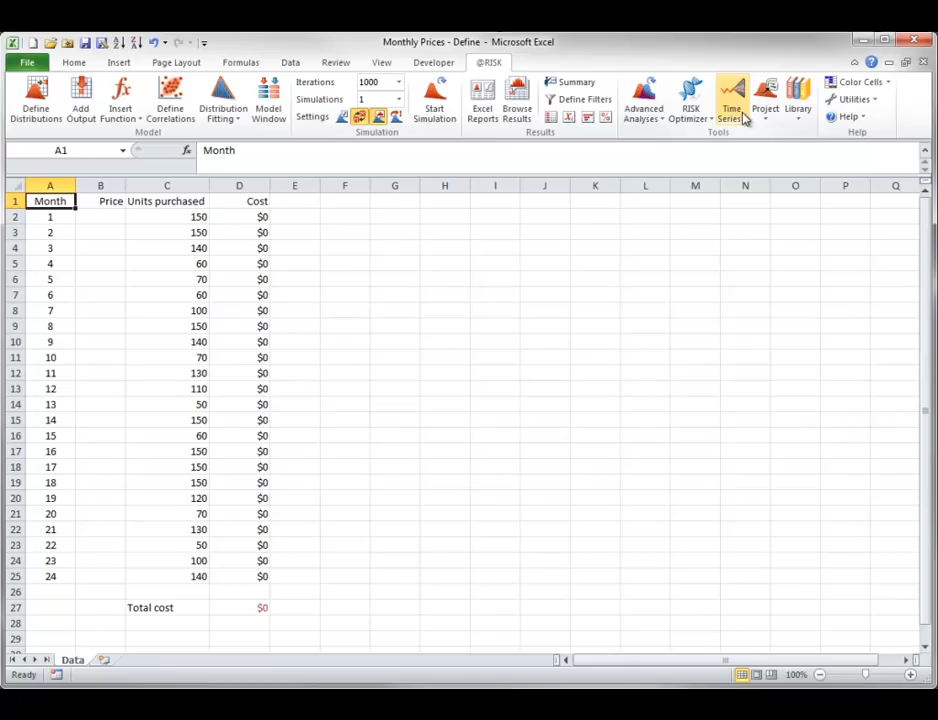 Monthly Prices - Define - Microsoft Excel
File Home Insert Page Layout Formulas Data Review View Developer @RISK
Define Distributions Add Output Insert Function Define Correlations Distribution Fitting Model Window
Model
Iterations 1000
Simulations 1
Settings
Start Simulation
Simulation
Excel Reports Browse Results
Summary
Define Filters
Results
Advanced Analyses RISK Optimizer Time Series Project Library
Tools
Color Cells
Utilities
Help
Help
A1 fx Month
A B C D E F G H I J K L M N O P Q
1 Month Price Units purchased Cost
2 1 150 $0
3 2 150 $0
4 3 140 $0
5 4 60 $0
6 5 70 $0
7 6 60 $0
8 7 100 $0
9 8 150 $0
10 9 140 $0
11 10 70 $0
12 11 130 $0
13 12 110 $0
14 13 50 $0
15 14 150 $0
16 15 60 $0
17 16 150 $0
18 17 150 $0
19 18 150 $0
20 19 120 $0
21 20 70 $0
22 21 130 $0
23 22 50 $0
24 23 100 $0
25 24 140 $0
26
27 Total cost $0
28
29
Data
Ready 100%